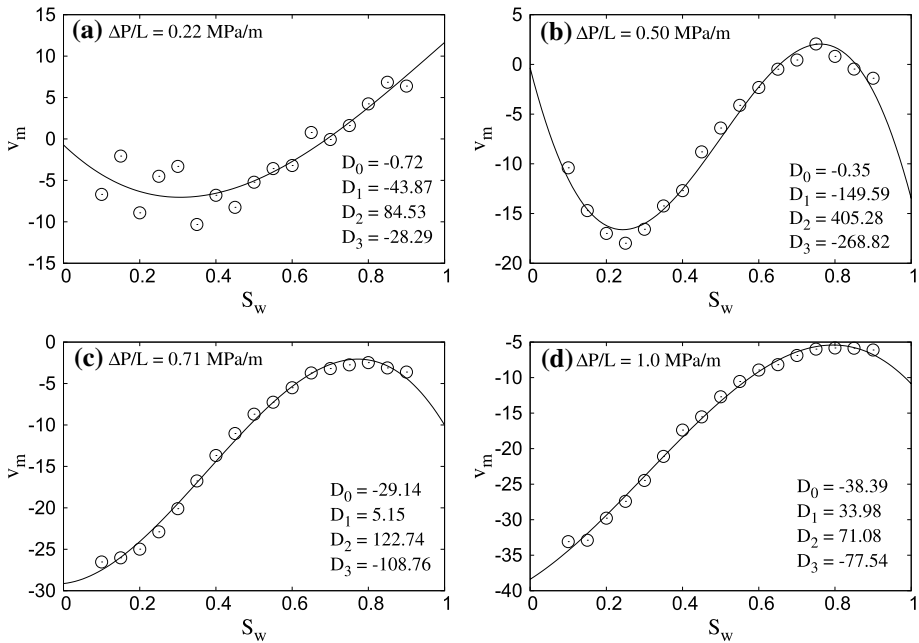 (a) ΔP/L = 0.22 MPa/m
15
10
5
0
-5
-10
-15
v_m
D_0 = -0.72
D_1 = -43.87
D_2 = 84.53
D_3 = -28.29
0 0.2 0.4 0.6 0.8 1
S_w
(b) ΔP/L = 0.50 MPa/m
5
0
-5
-10
-15
-20
v_m
D_0 = -0.35
D_1 = -149.59
D_2 = 405.28
D_3 = -268.82
0 0.2 0.4 0.6 0.8 1
S_w
(c) ΔP/L = 0.71 MPa/m
0
-5
-10
-15
-20
-25
-30
v_m
D_0 = -29.14
D_1 = 5.15
D_2 = 122.74
D_3 = -108.76
0 0.2 0.4 0.6 0.8 1
S_w
(d) ΔP/L = 1.0 MPa/m
-5
-10
-15
-20
-25
-30
-35
-40
v_m
D_0 = -38.39
D_1 = 33.98
D_2 = 71.08
D_3 = -77.54
0 0.2 0.4 0.6 0.8 1
S_w